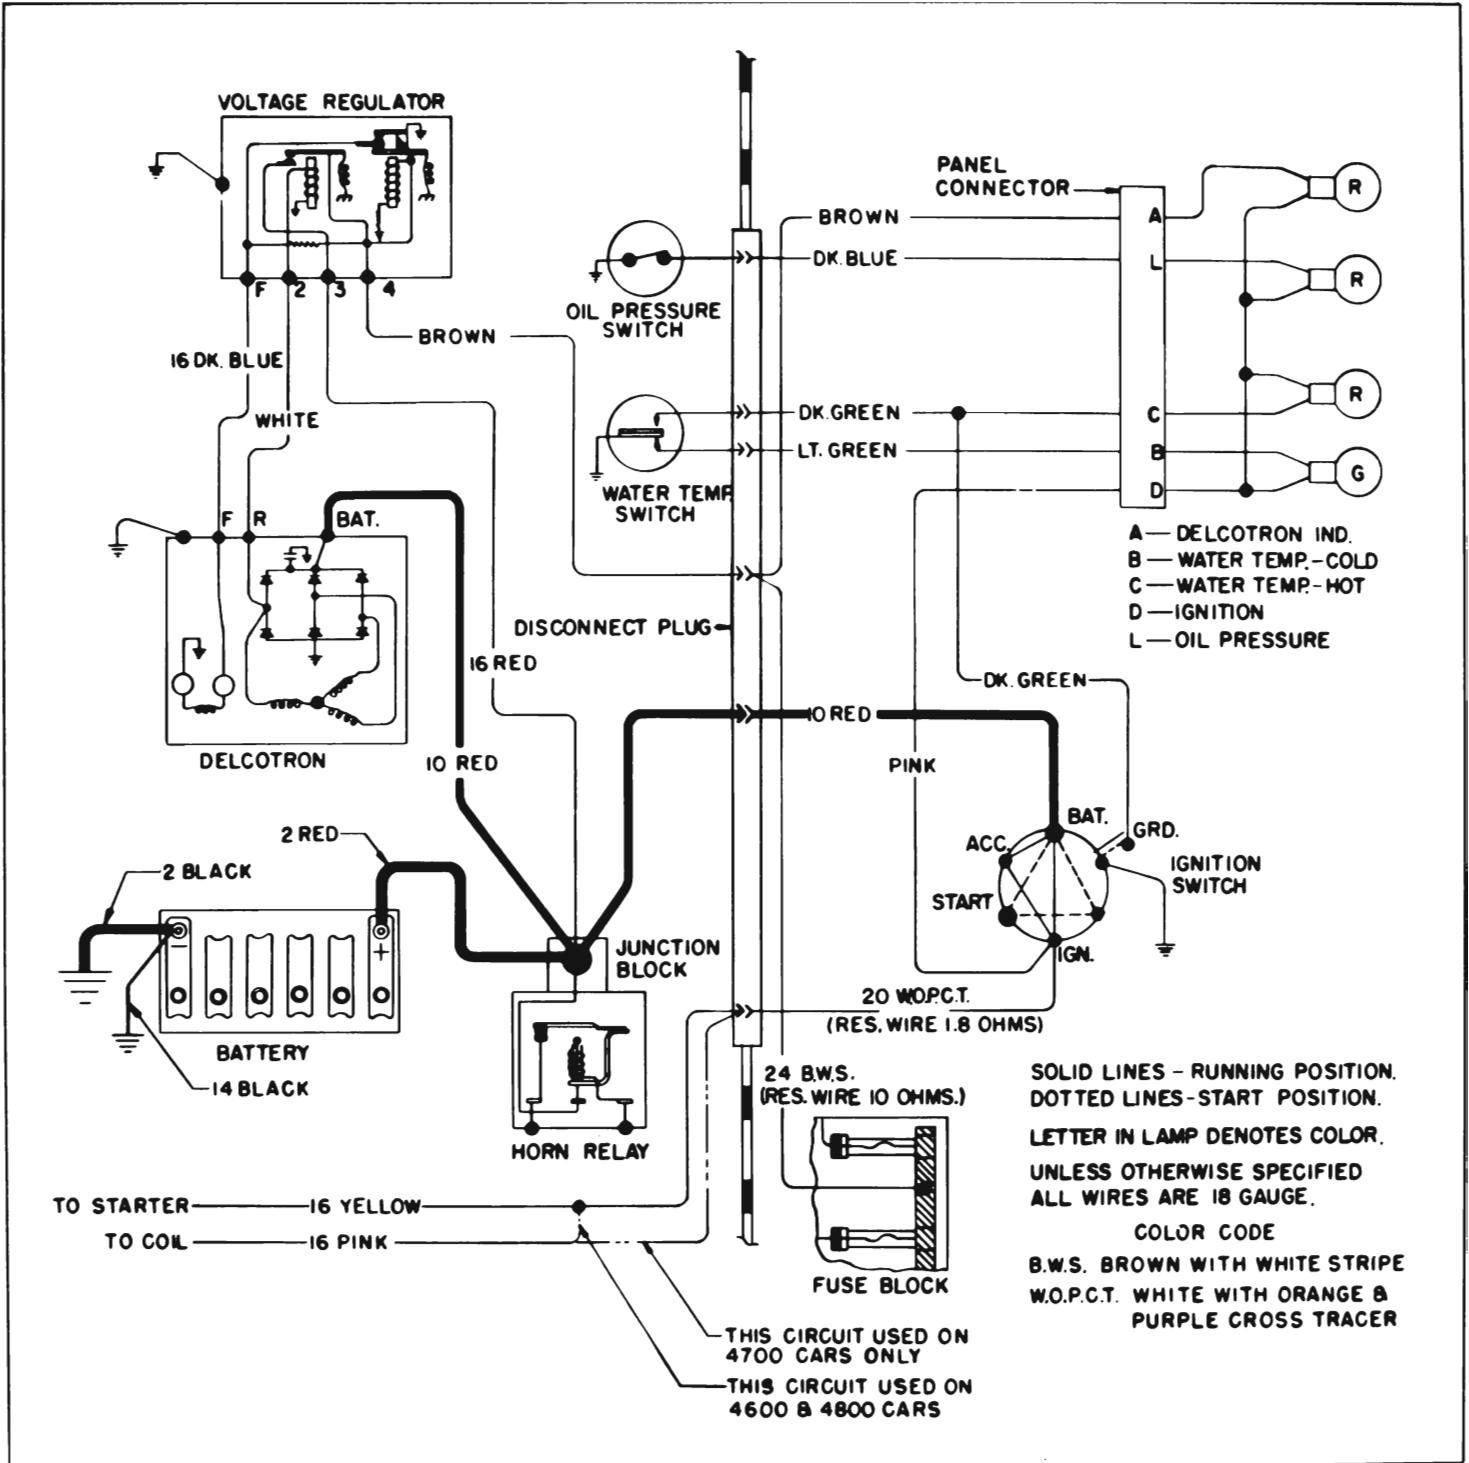 VOLTAGE REGULATOR
F 2 3 4
16 DK. BLUE
WHITE
BROWN
OIL PRESSURE
SWITCH
WATER TEMP.
SWITCH
BROWN
DK. BLUE
DK. GREEN
LT. GREEN
PANEL
CONNECTOR
A
L
C
B
D
R
R
R
G
A — DELCOTRON IND.
B — WATER TEMP.-COLD
C — WATER TEMP.-HOT
D — IGNITION
L — OIL PRESSURE
F R BAT.
DELCOTRON
DISCONNECT PLUG
16 RED
10 RED
10 RED
DK. GREEN
PINK
BAT.
GRD.
ACC.
START
IGN.
IGNITION
SWITCH
2 RED
2 BLACK
−
+
BATTERY
14 BLACK
JUNCTION
BLOCK
HORN RELAY
20 W.O.P.C.T.
(RES. WIRE 1.8 OHMS)
24 B.W.S.
(RES. WIRE 10 OHMS.)
FUSE BLOCK
TO STARTER
16 YELLOW
TO COIL
16 PINK
THIS CIRCUIT USED ON
4700 CARS ONLY
THIS CIRCUIT USED ON
4600 & 4800 CARS
SOLID LINES - RUNNING POSITION.
DOTTED LINES - START POSITION.
LETTER IN LAMP DENOTES COLOR.
UNLESS OTHERWISE SPECIFIED
ALL WIRES ARE 18 GAUGE.
COLOR CODE
B.W.S. BROWN WITH WHITE STRIPE
W.O.P.C.T. WHITE WITH ORANGE &
PURPLE CROSS TRACER